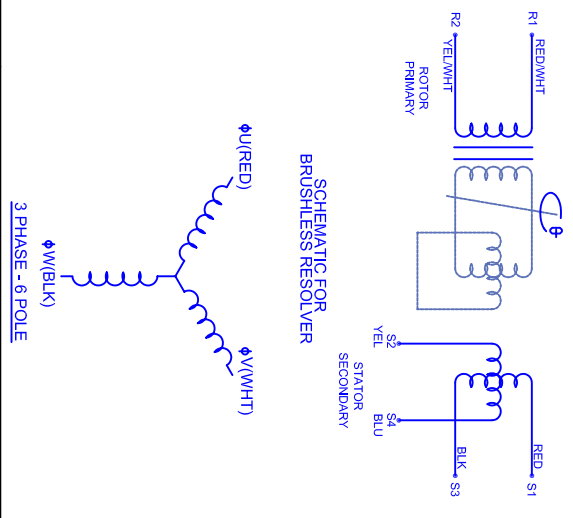 R1
RED/WHT
R2
YEL/WHT
ROTOR
PRIMARY
θ
S2
YEL
S4
BLU
STATOR
SECONDARY
RED
S1
BLK
S3
SCHEMATIC FOR
BRUSHLESS RESOLVER
ϕU(RED)
ϕV(WHT)
ϕW(BLK)
3 PHASE - 6 POLE